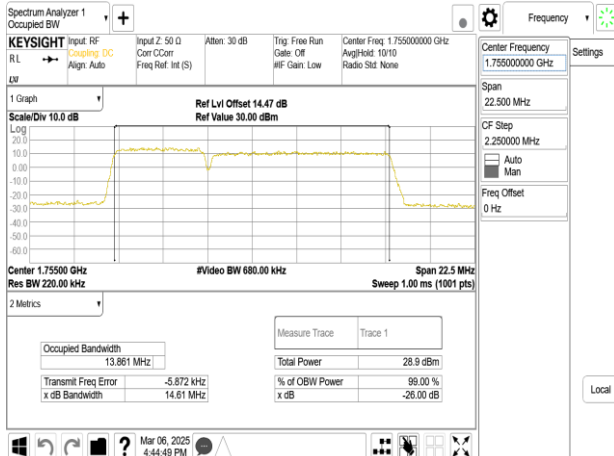 Spectrum Analyzer 1
Occupied BW
Frequency
KEYSIGHT
RL
LXI
Input: RF
Coupling: DC
Align: Auto
Input Z: 50 Ω
Corr CCorr
Freq Ref: Int (S)
Atten: 30 dB
Trig: Free Run
Gate: Off
#IF Gain: Low
Center Freq: 1.755000000 GHz
Avg|Hold: 10/10
Radio Std: None
Center Frequency
1.755000000 GHz
Settings
Span
22.500 MHz
CF Step
2.250000 MHz
Auto
Man
Freq Offset
0 Hz
1 Graph
Scale/Div 10.0 dB
Ref Lvl Offset 14.47 dB
Ref Value 30.00 dBm
Log
20.0
10.0
0.00
-10.0
-20.0
-30.0
-40.0
-50.0
-60.0
Center 1.75500 GHz
Res BW 220.00 kHz
#Video BW 680.00 kHz
Span 22.5 MHz
Sweep 1.00 ms (1001 pts)
2 Metrics
Measure Trace
Trace 1
Occupied Bandwidth
13.861 MHz
Total Power
28.9 dBm
Transmit Freq Error
-5.872 kHz
% of OBW Power
99.00 %
x dB Bandwidth
14.61 MHz
x dB
-26.00 dB
Local
Mar 06, 2025
4:44:49 PM